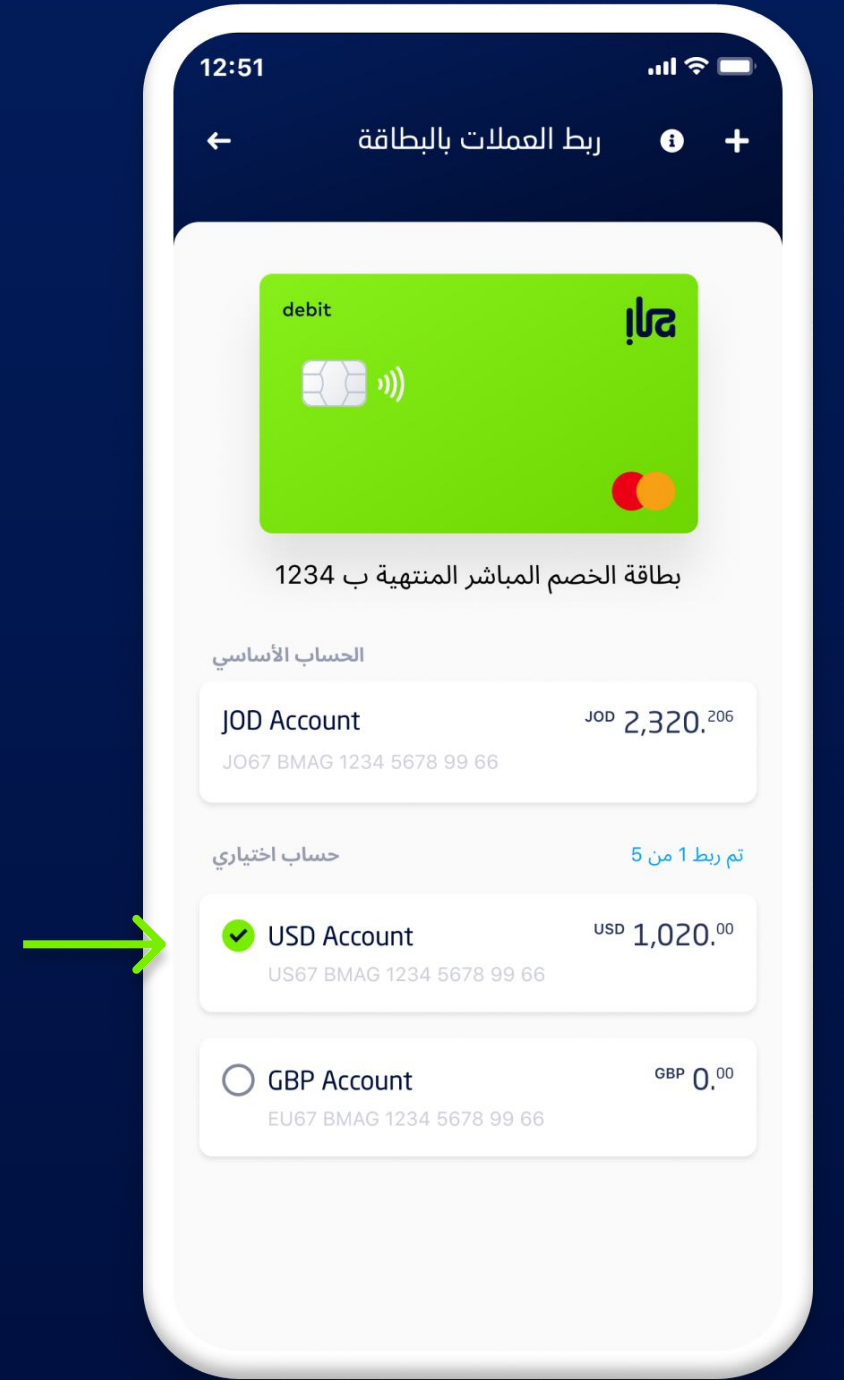 12:51
ربط العملات بالبطاقة
debit
ila
بطاقة الخصم المباشر المنتهية ب 1234
الحساب الأساسي
JOD Account JOD 2,320.206
JO67 BMAG 1234 5678 99 66
حساب اختياري تم ربط 1 من 5
USD Account USD 1,020.00
US67 BMAG 1234 5678 99 66
GBP Account GBP 0.00
EU67 BMAG 1234 5678 99 66